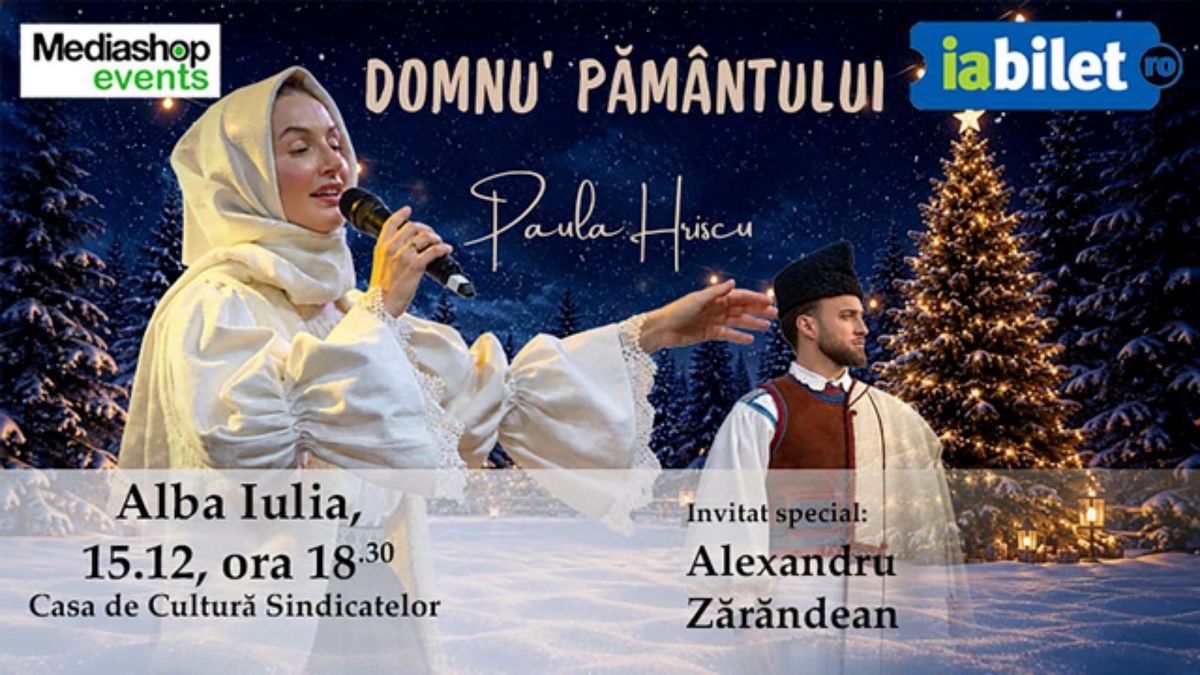 Mediashop
events
DOMNU' PĂMÂNTULUI
iabilet ro
Paula Hriscu
Alba Iulia,
15.12, ora 18.30
Casa de Cultură Sindicatelor
Invitat special:
Alexandru
Zărăndean